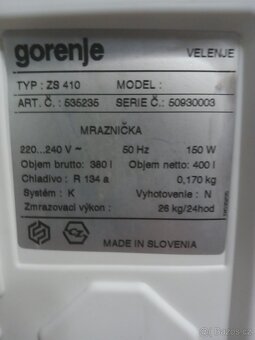 gorenje VELENJE
TYP : ZS 410 MODEL :
ART. Č. : 535235 SERIE Č.: 50930003
MRAZNIČKA
220...240 V ~ 50 Hz 150 W
Objem brutto: 380 l Objem netto: 400 l
Chladivo: R 134 a 0,170 kg
Systém : K Vyhotovenie : N
Zmrazovací výkon : 26 kg/24hod
MADE IN SLOVENIA